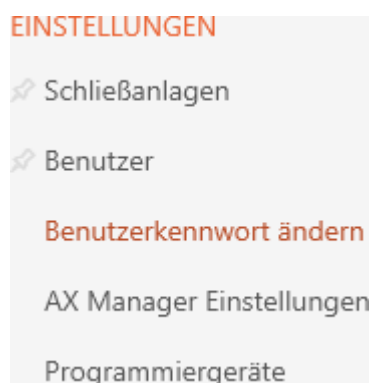 EINSTELLUNGEN
Schließanlagen
Benutzer
Benutzerkennwort ändern
AX Manager Einstellungen
Programmiergeräte